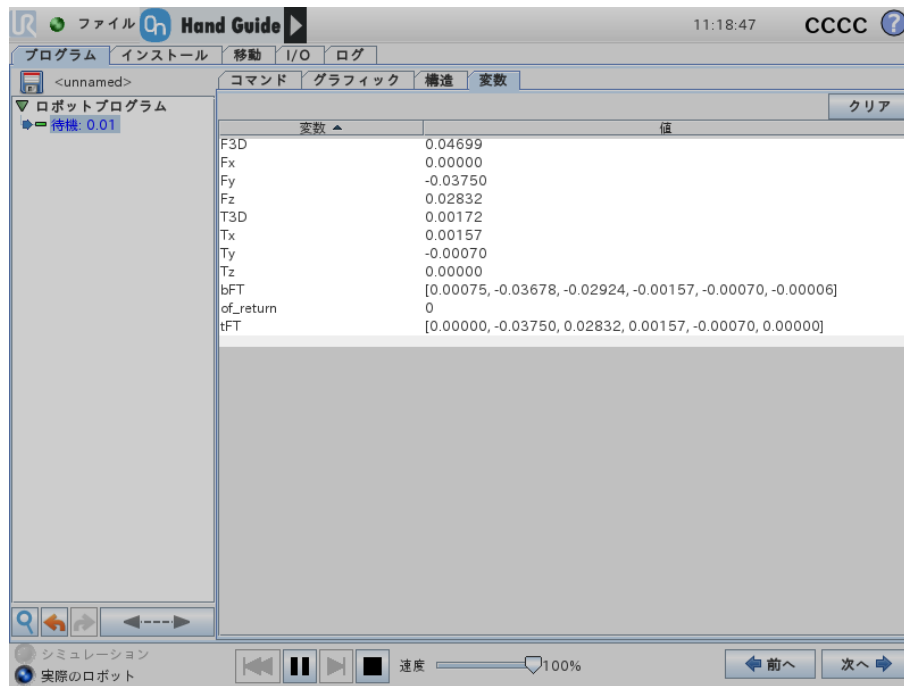 UR ファイル On Hand Guide 11:18:47 CCCC ?
プログラム インストール 移動 I/O ログ
<unnamed> コマンド グラフィック 構造 変数
ロボットプログラム
クリア
待機: 0.01
変数 値
F3D 0.04699
Fx 0.00000
Fy -0.03750
Fz 0.02832
T3D 0.00172
Tx 0.00157
Ty -0.00070
Tz 0.00000
bFT [0.00075, -0.03678, -0.02924, -0.00157, -0.00070, -0.00006]
of_return 0
tFT [0.00000, -0.03750, 0.02832, 0.00157, -0.00070, 0.00000]
シミュレーション
実際のロボット
速度 100% 前へ 次へ